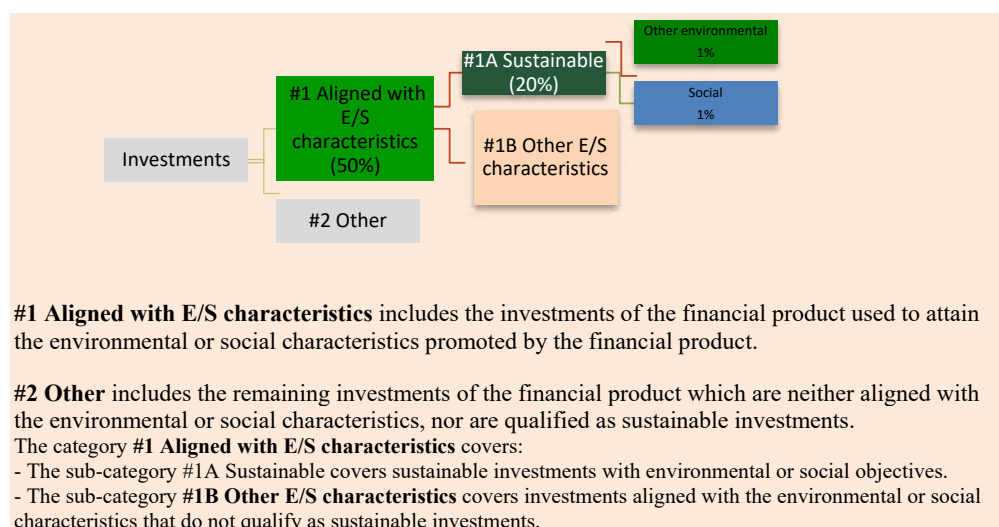 Other environmental
1%
#1A Sustainable
(20%)
Social
1%
#1 Aligned with
E/S
characteristics
(50%)
#1B Other E/S
characteristics
Investments
#2 Other
#1 Aligned with E/S characteristics includes the investments of the financial product used to attain
the environmental or social characteristics promoted by the financial product.
#2 Other includes the remaining investments of the financial product which are neither aligned with
the environmental or social characteristics, nor are qualified as sustainable investments.
The category #1 Aligned with E/S characteristics covers:
- The sub-category #1A Sustainable covers sustainable investments with environmental or social objectives.
- The sub-category #1B Other E/S characteristics covers investments aligned with the environmental or social
characteristics that do not qualify as sustainable investments.